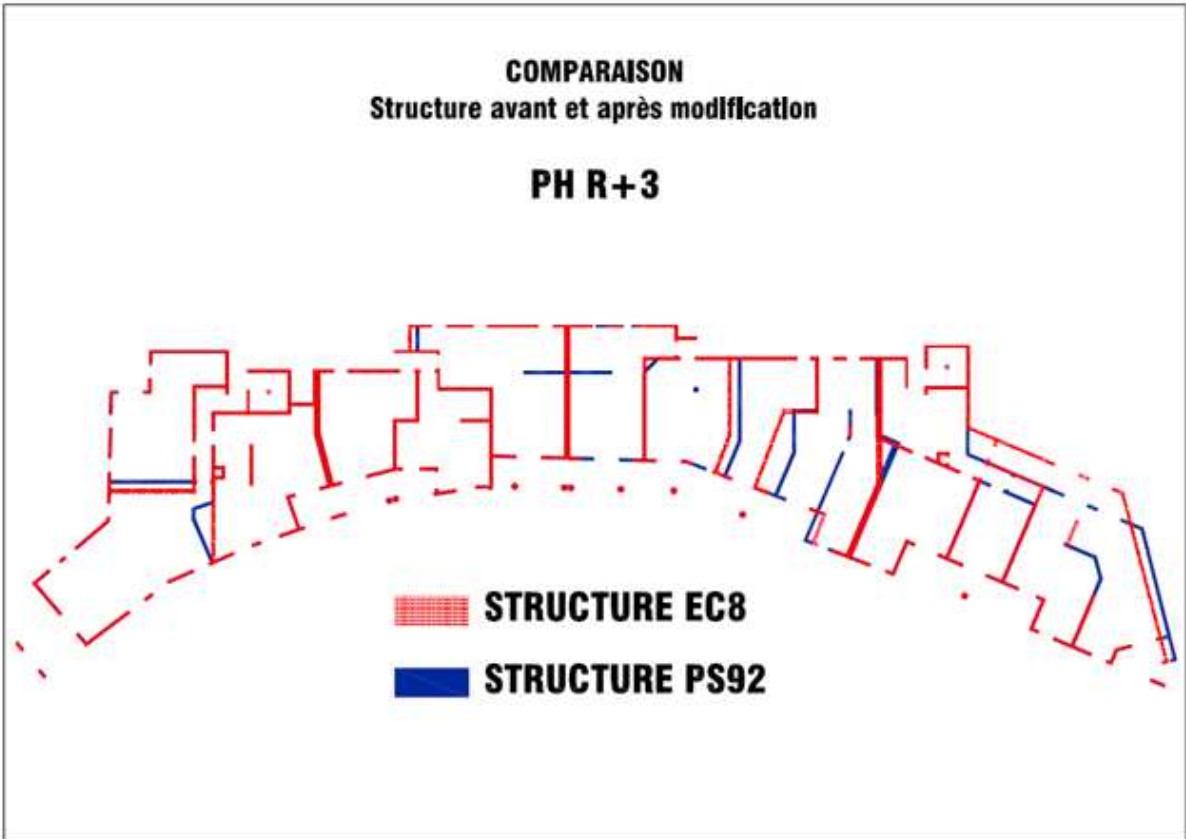 COMPARAISON
Structure avant et après modification
PH R+3
STRUCTURE EC8
STRUCTURE PS92